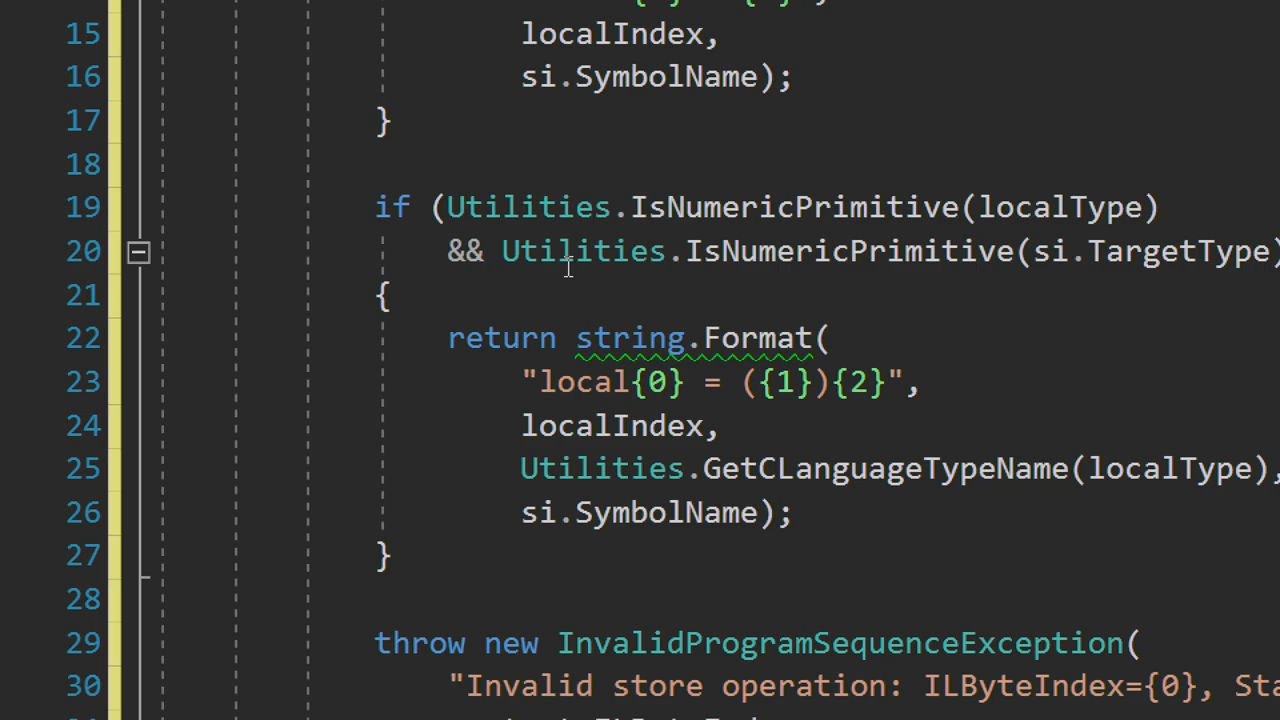 15 localIndex,
16 si.SymbolName);
17 }
18
19 if (Utilities.IsNumericPrimitive(localType)
20 && Utilities.IsNumericPrimitive(si.TargetType)
21 {
22 return string.Format(
23 "local{0} = ({1}){2}",
24 localIndex,
25 Utilities.GetCLanguageTypeName(localType),
26 si.SymbolName);
27 }
28
29 throw new InvalidProgramSequenceException(
30 "Invalid store operation: ILByteIndex={0}, Sta